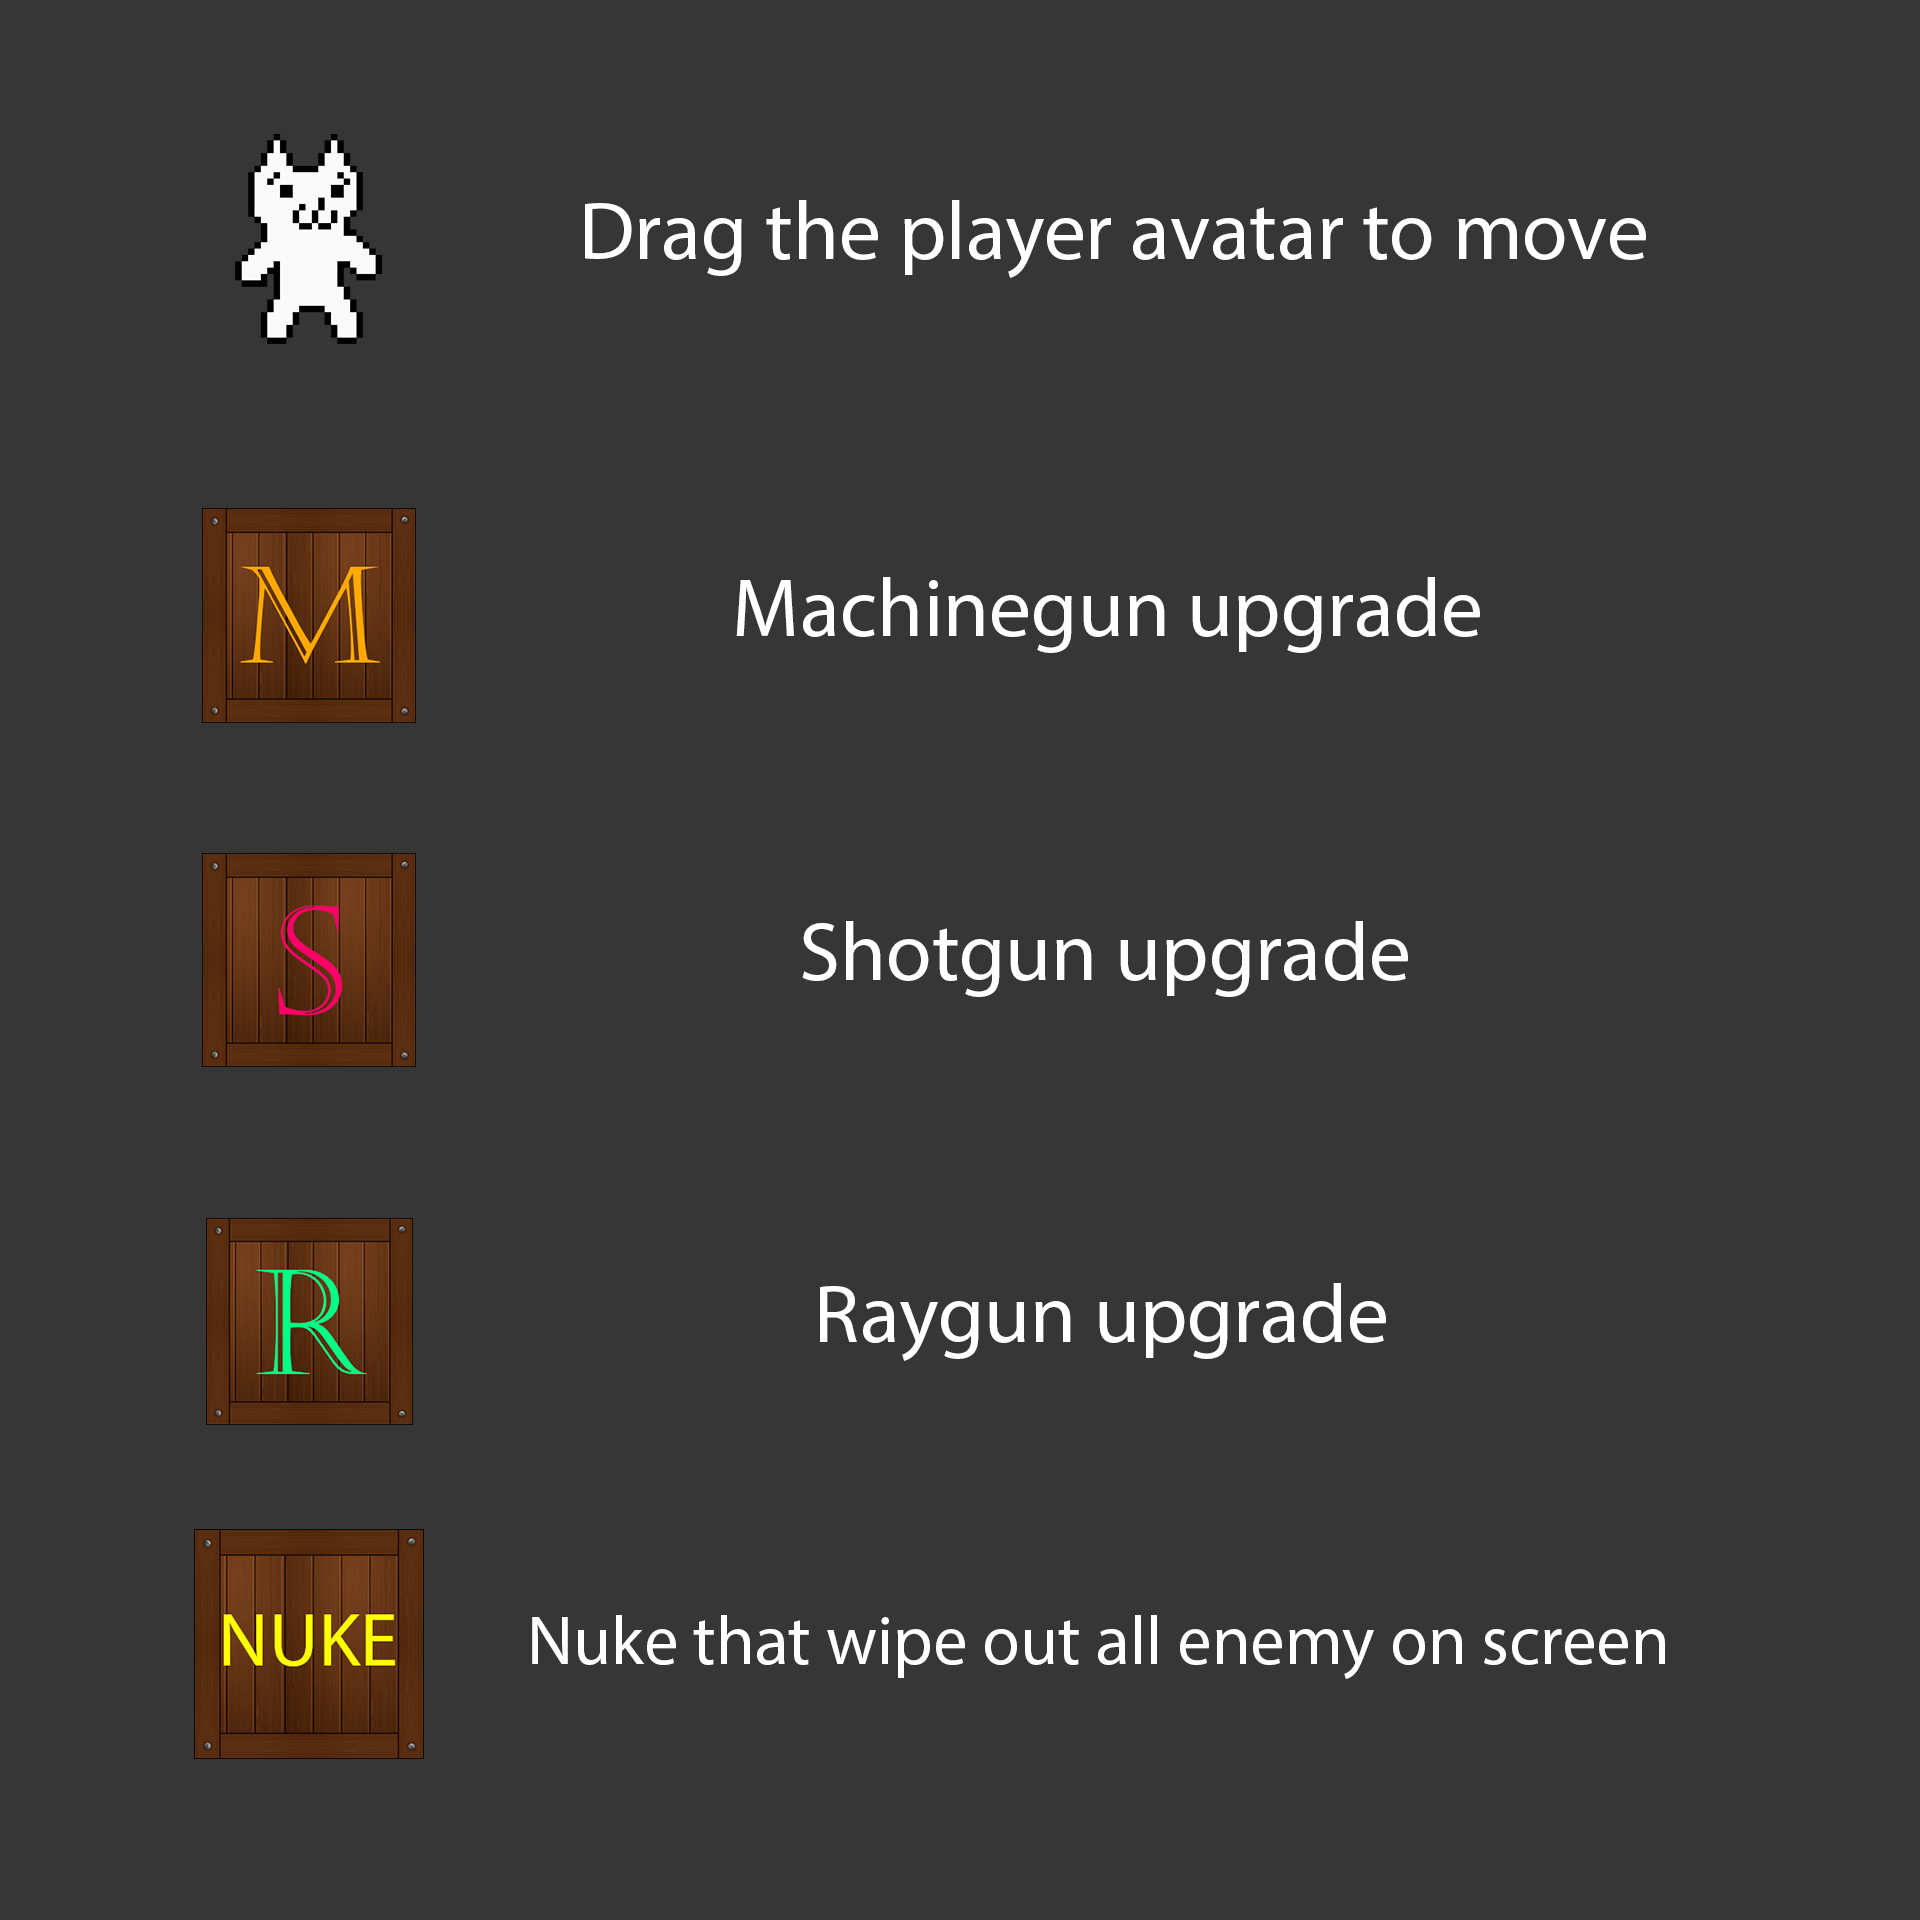 Drag the player avatar to move
M
Machinegun upgrade
S
Shotgun upgrade
R
Raygun upgrade
NUKE
Nuke that wipe out all enemy on screen